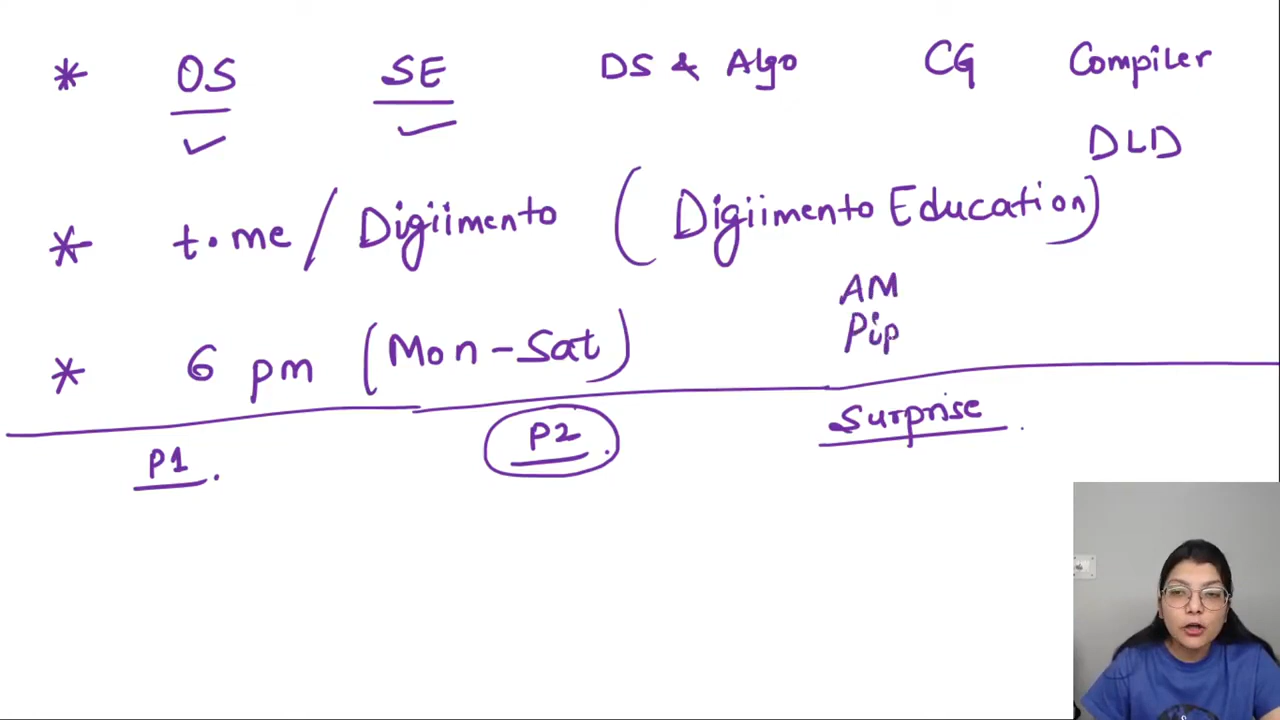 * OS SE DS & Algo CG Compiler
DLD
* t.me/Digiimento (Digiimento Education)
AM
Pip
* 6 pm (Mon-Sat)
P1. P2. Surprise.